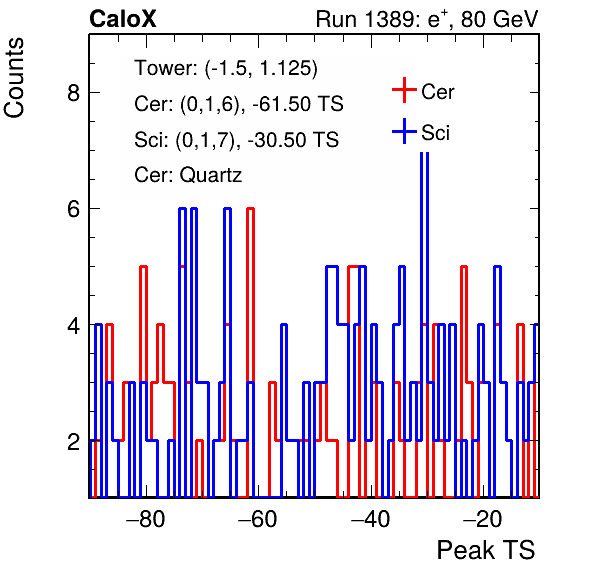 CaloX
Run 1389: e+, 80 GeV
Counts
Tower: (-1.5, 1.125)
Cer: (0,1,6), -61.50 TS
Sci: (0,1,7), -30.50 TS
Cer: Quartz
Cer
Sci
8
6
4
2
−80 −60 −40 −20
Peak TS